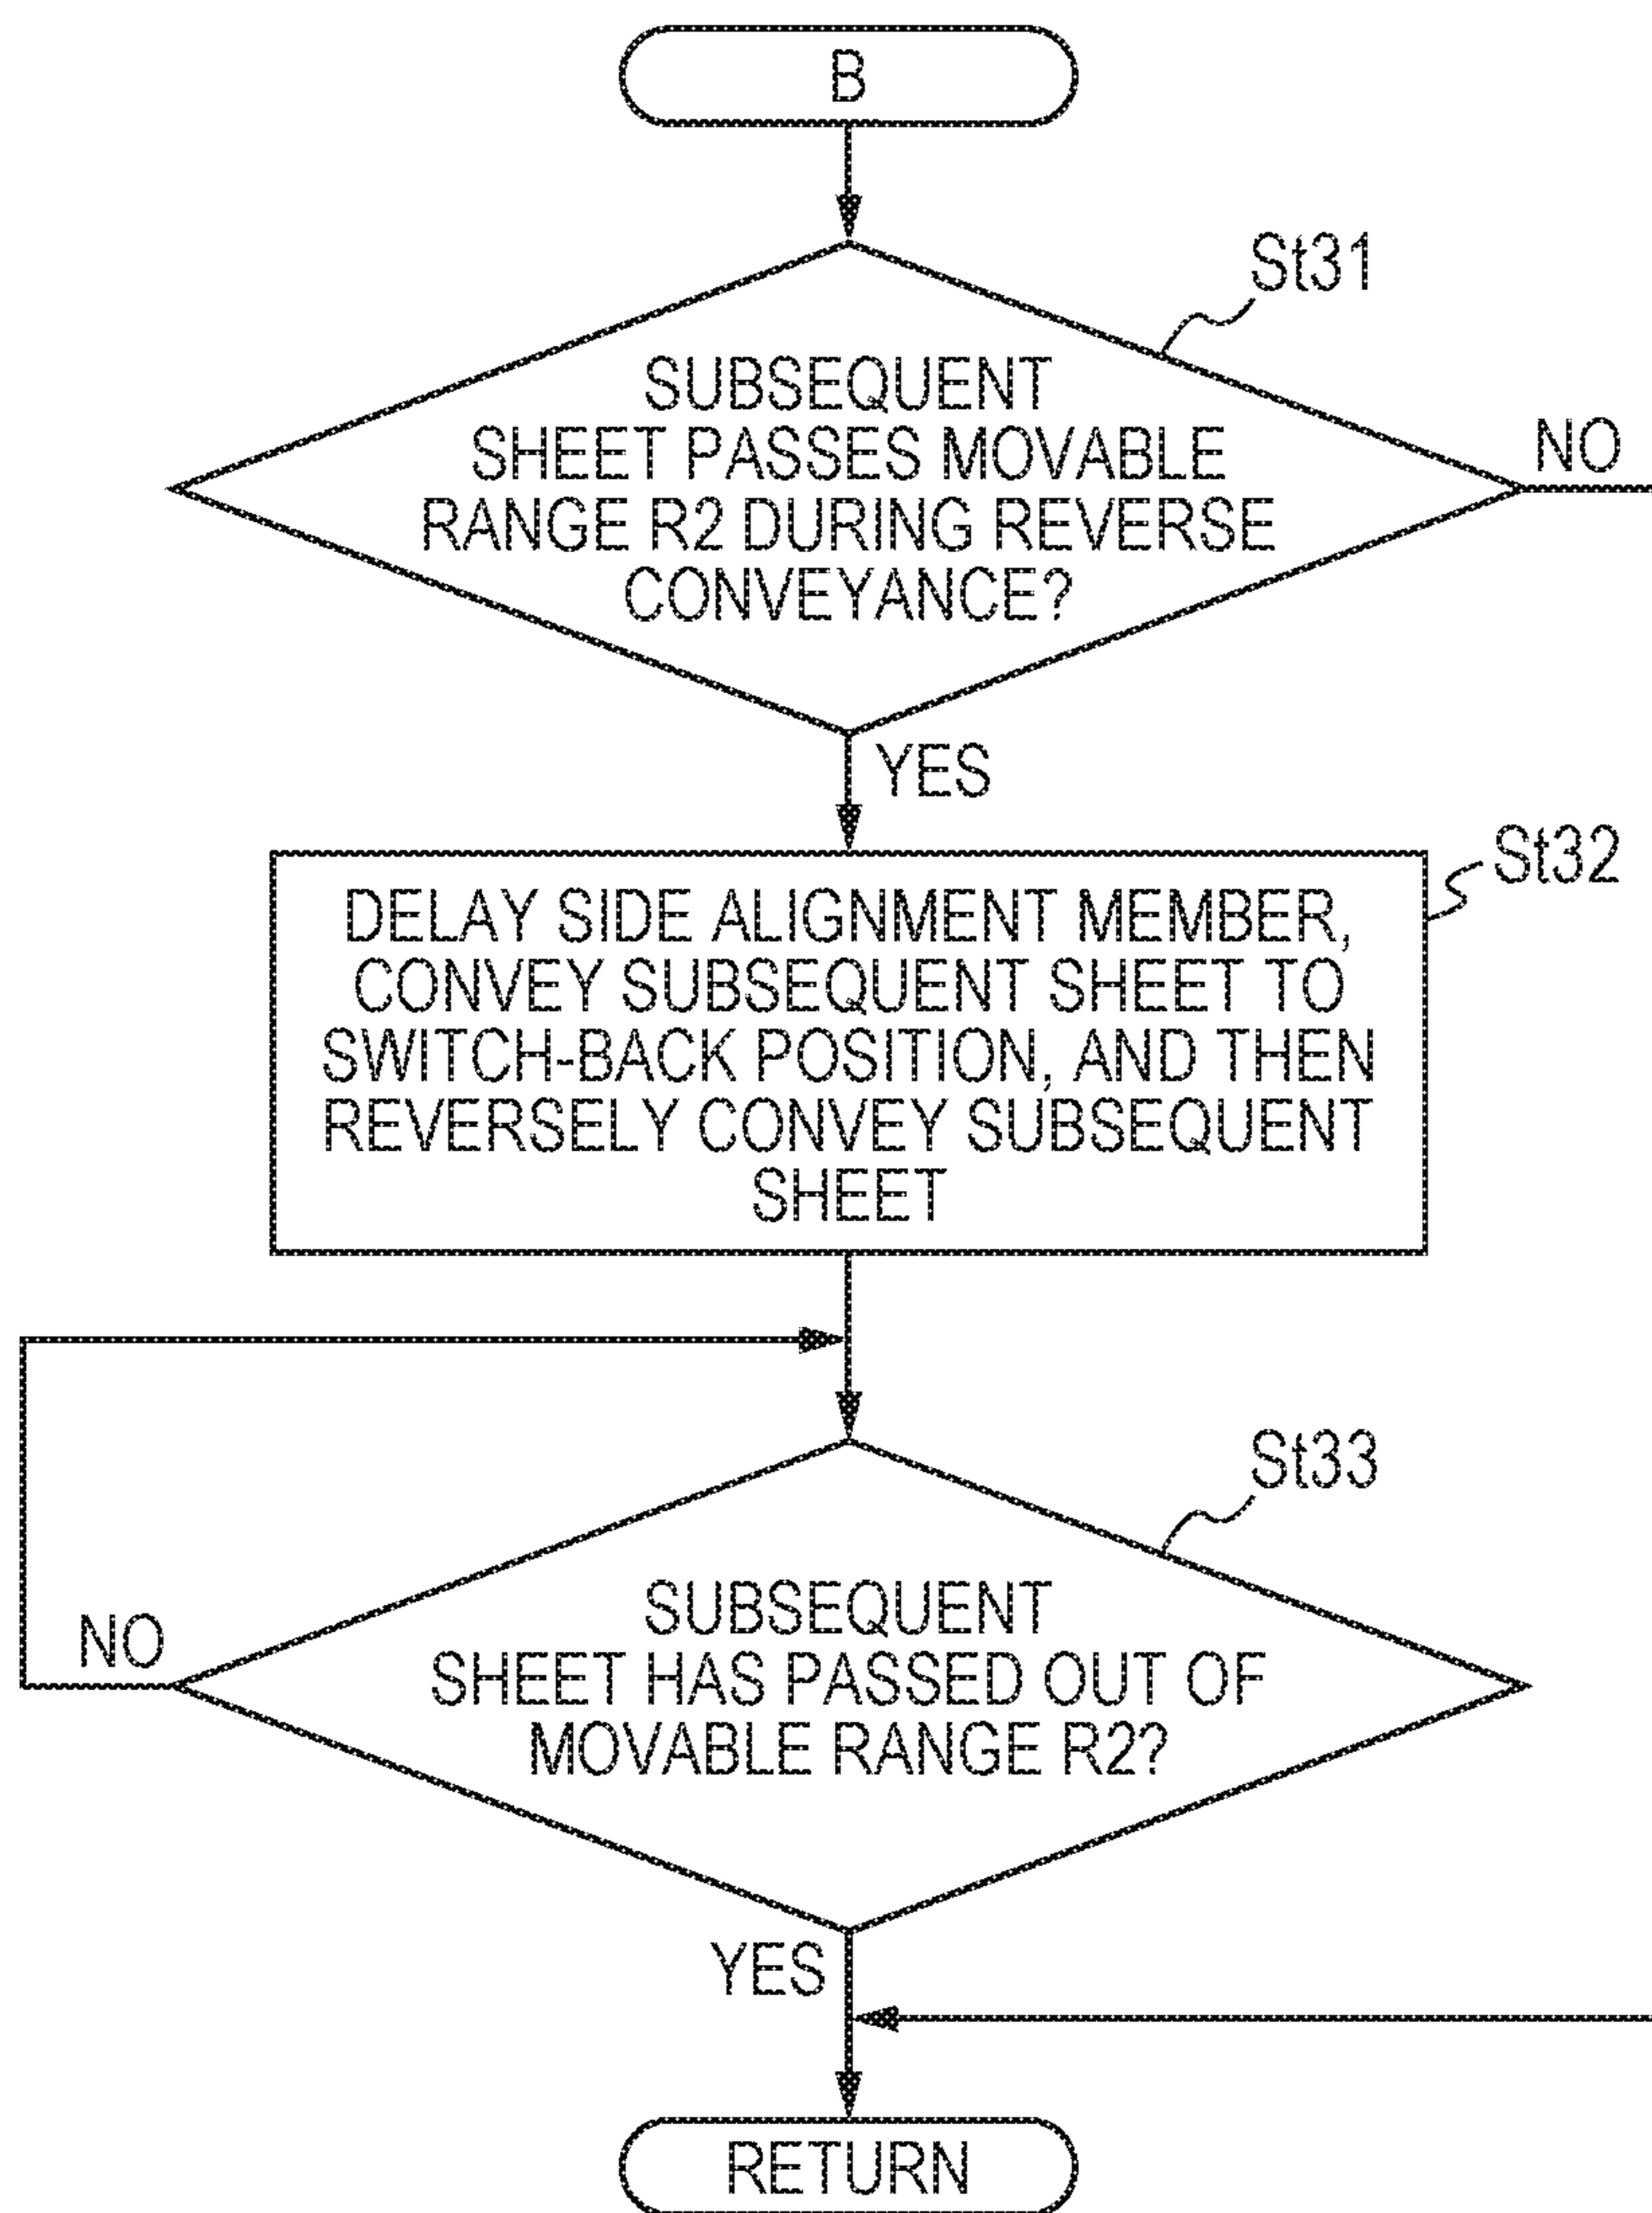 B
St31
SUBSEQUENT
SHEET PASSES MOVABLE
RANGE R2 DURING REVERSE
CONVEYANCE?
NO
YES
St32
DELAY SIDE ALIGNMENT MEMBER,
CONVEY SUBSEQUENT SHEET TO
SWITCH-BACK POSITION, AND THEN
REVERSELY CONVEY SUBSEQUENT
SHEET
St33
SUBSEQUENT
SHEET HAS PASSED OUT OF
MOVABLE RANGE R2?
NO
YES
RETURN